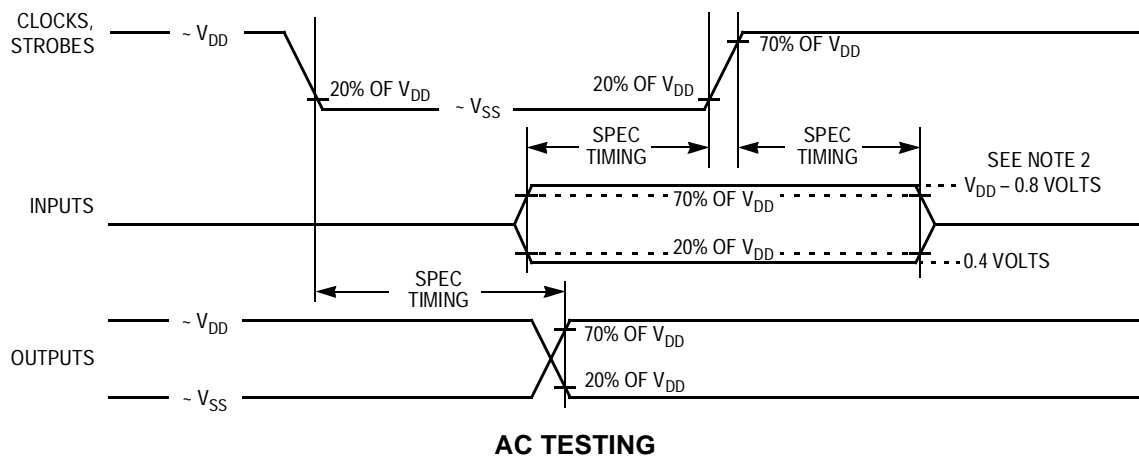 CLOCKS,
STROBES
~ VDD
20% OF VDD
~ VSS
20% OF VDD
70% OF VDD
SPEC
TIMING
SPEC
TIMING
SEE NOTE 2
VDD – 0.8 VOLTS
INPUTS
70% OF VDD
20% OF VDD
0.4 VOLTS
SPEC
TIMING
~ VDD
70% OF VDD
OUTPUTS
20% OF VDD
~ VSS
AC TESTING